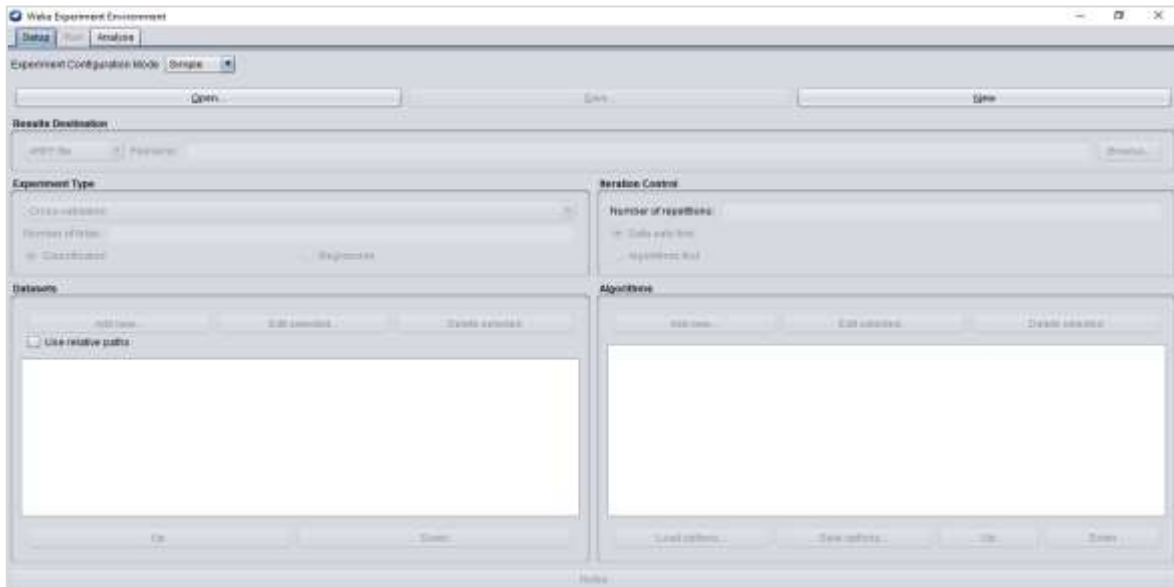 Weka Experiment Environment
Setup Run Analyse
Experiment Configuration Mode Simple
Open... Save... New
Results Destination
ARFF file Filename: Browse...
Experiment Type Iteration Control
Cross-validation Number of repetitions:
Number of folds: Data sets first
Classification Regression Algorithms first
Datasets Algorithms
Add new... Edit selected... Delete selected Add new... Edit selected... Delete selected
Use relative paths
Up Down Load options... Save options... Up Down
Notes